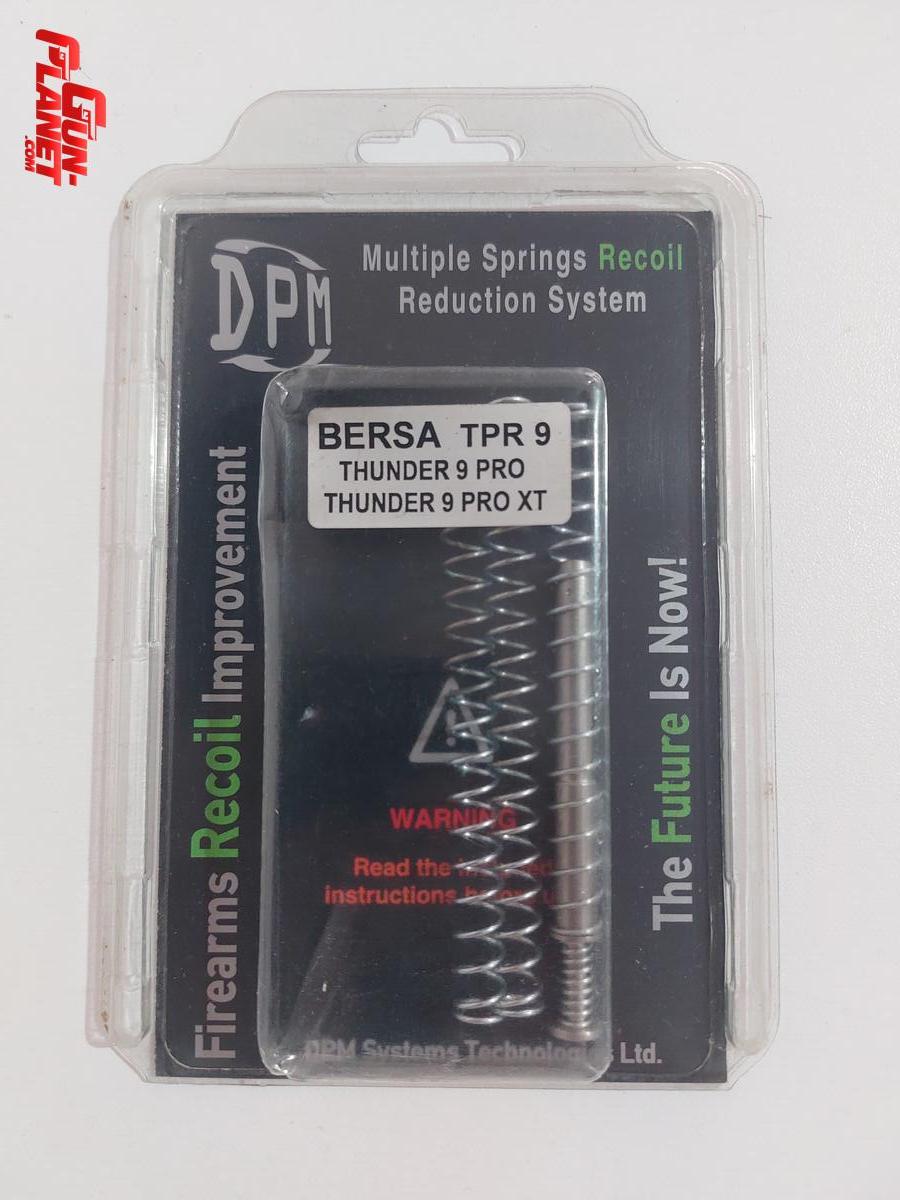 GUN-
PLANET
.COM
DPM
Multiple Springs Recoil
Reduction System
BERSA TPR 9
THUNDER 9 PRO
THUNDER 9 PRO XT
Firearms Recoil Improvement
The Future Is Now!
WARNING
Read the
instructions
DPM Systems Technologies Ltd.